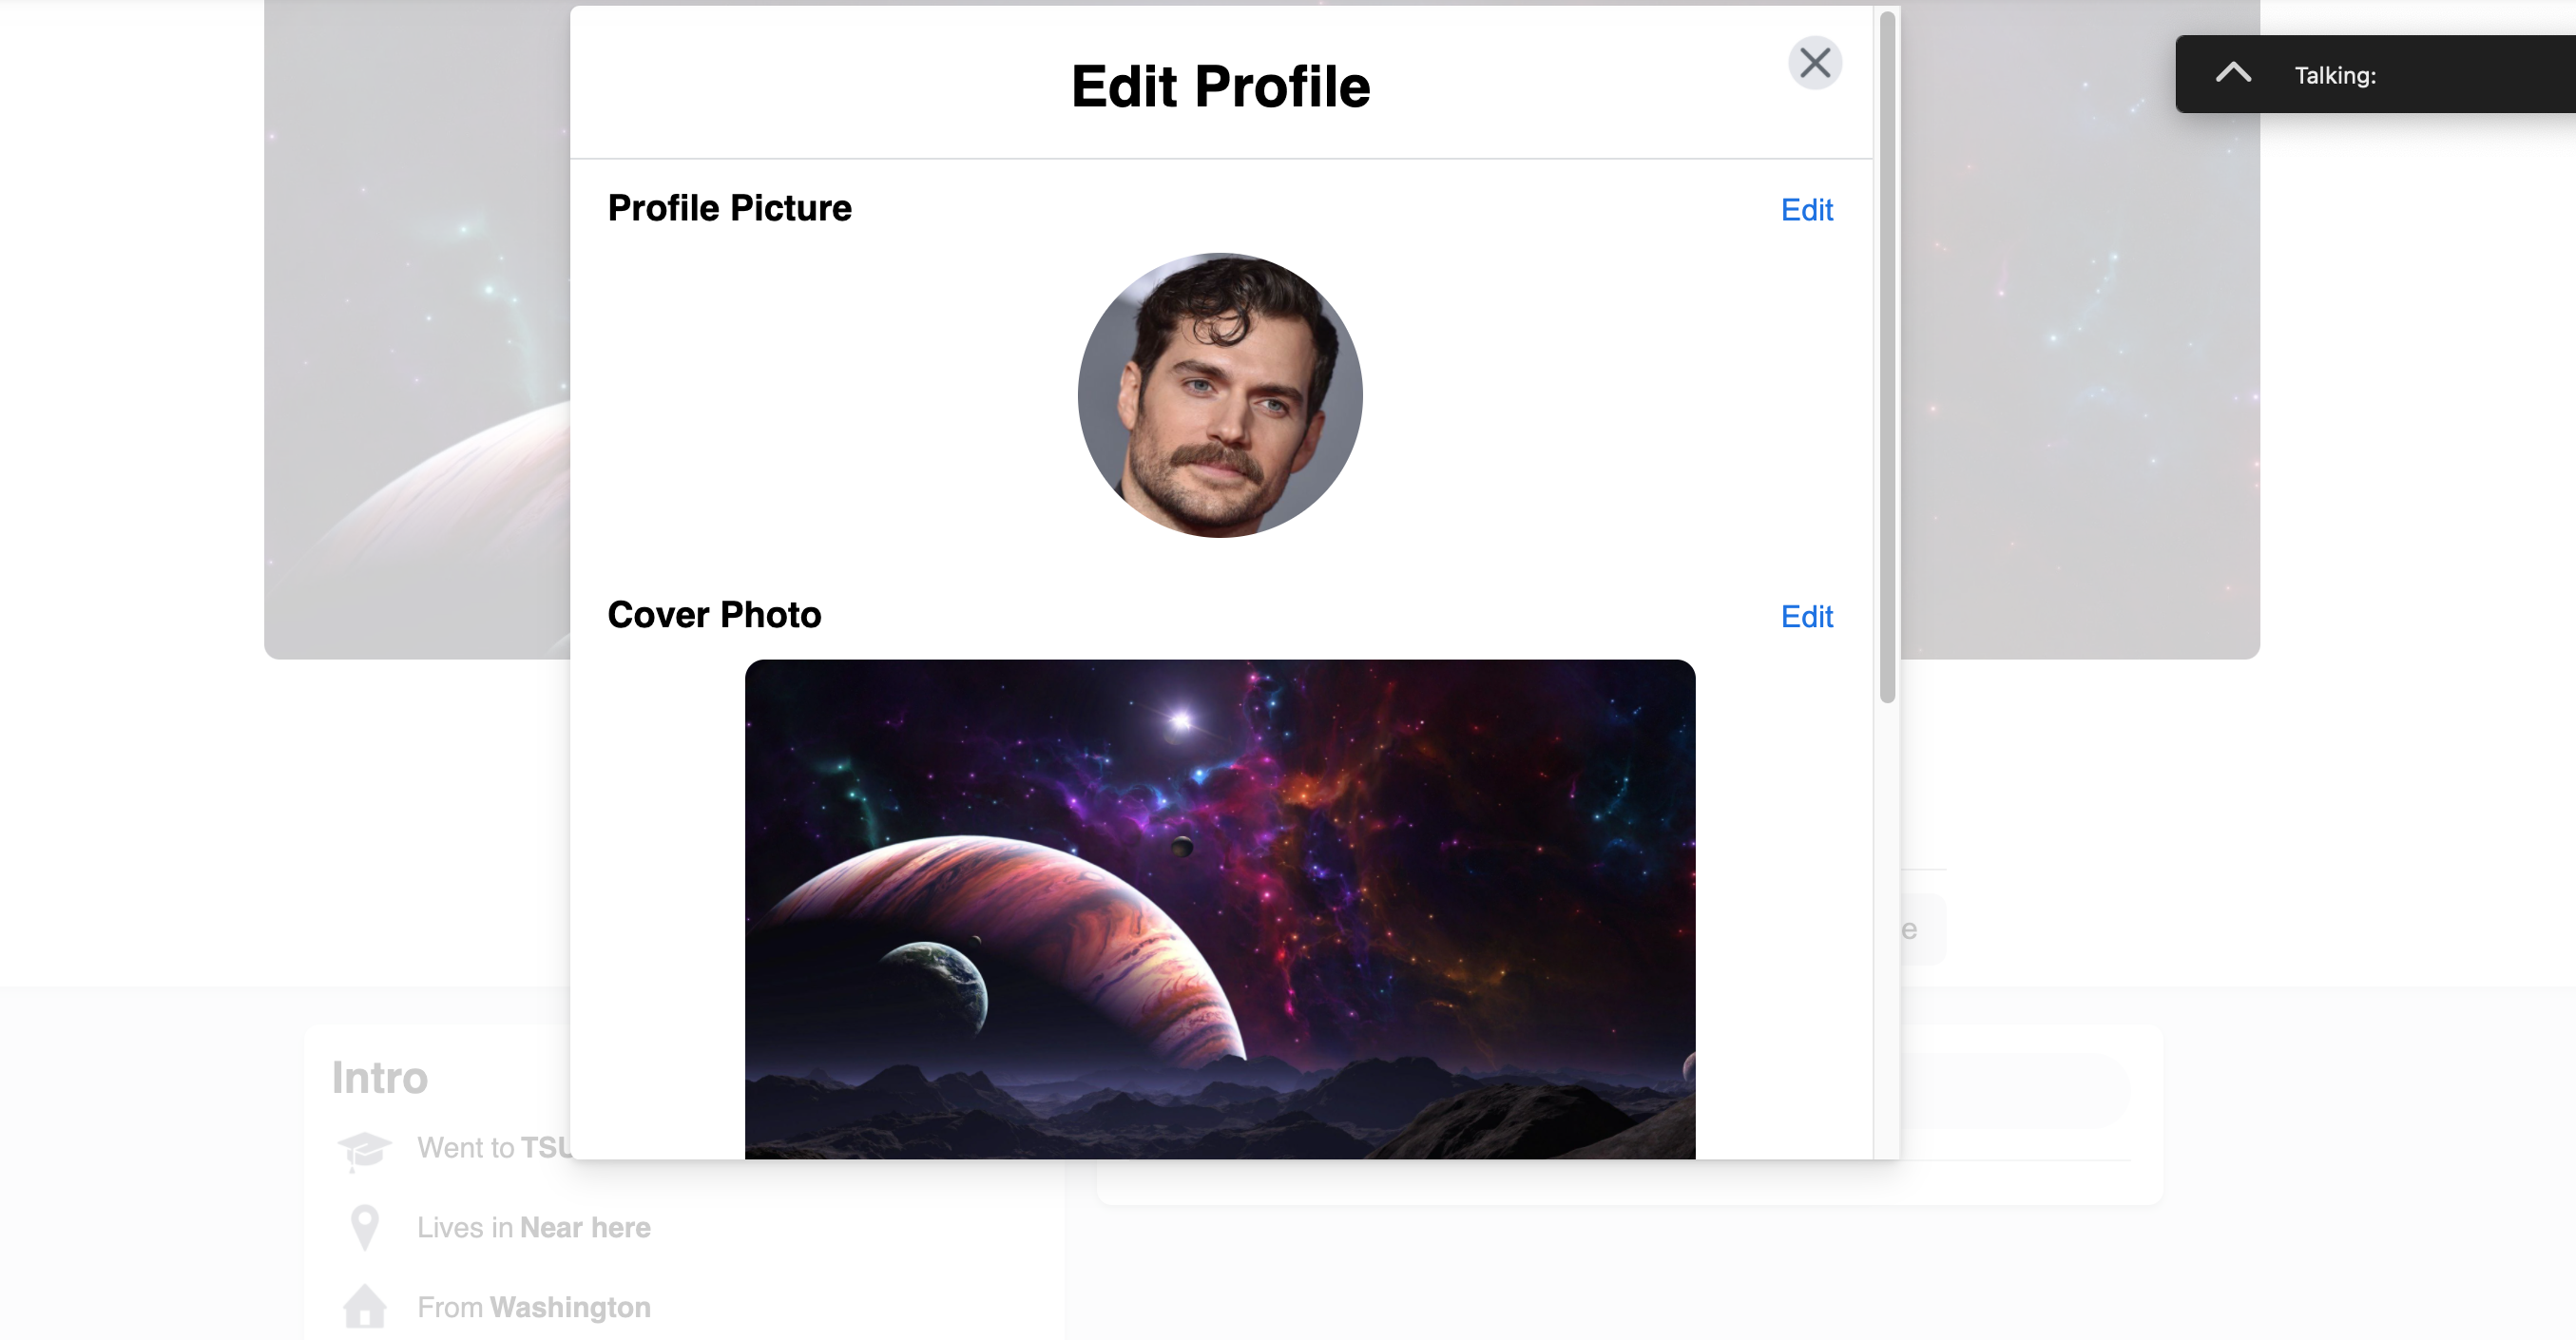 Edit Profile
Talking:
Profile Picture
Edit
Cover Photo
Edit
Intro
Went to TSU
Lives in Near here
From Washington